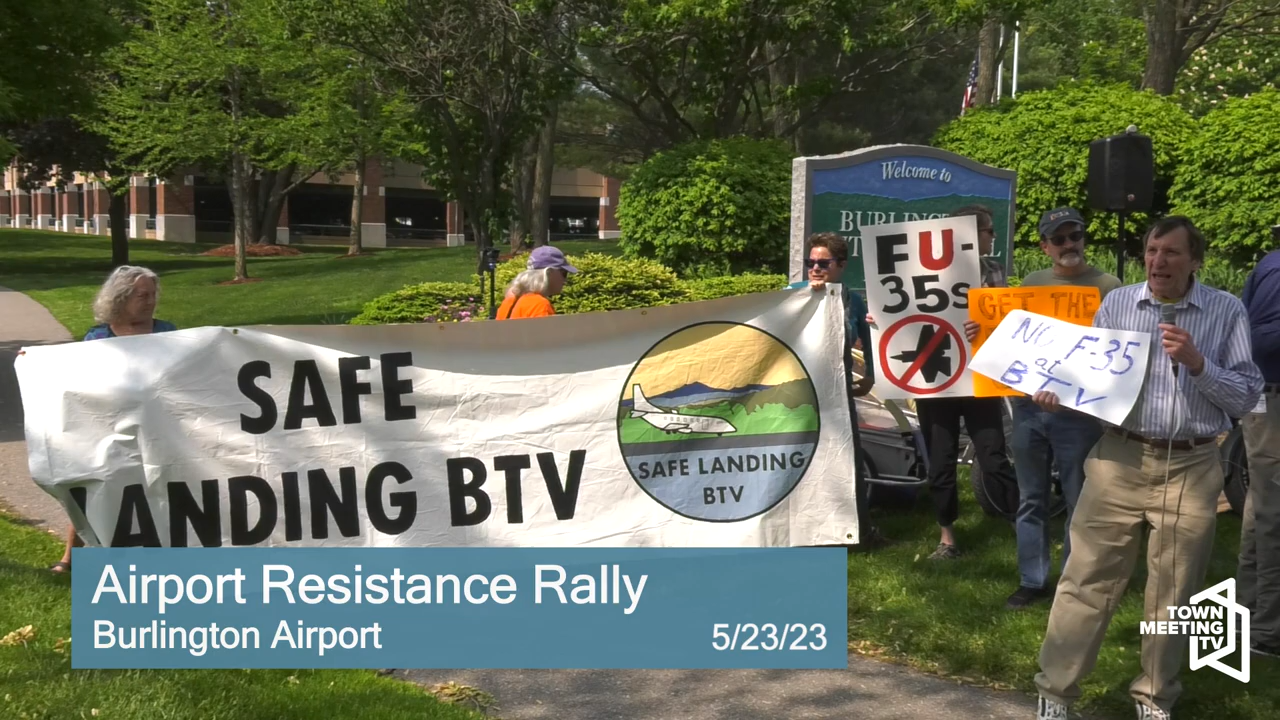 Welcome to
SAFE
LANDING BTV
SAFE LANDING
BTV
FU-
35s
GET THE
NO F-35
at
BTV
Airport Resistance Rally
Burlington Airport
5/23/23
TOWN
MEETING
TV